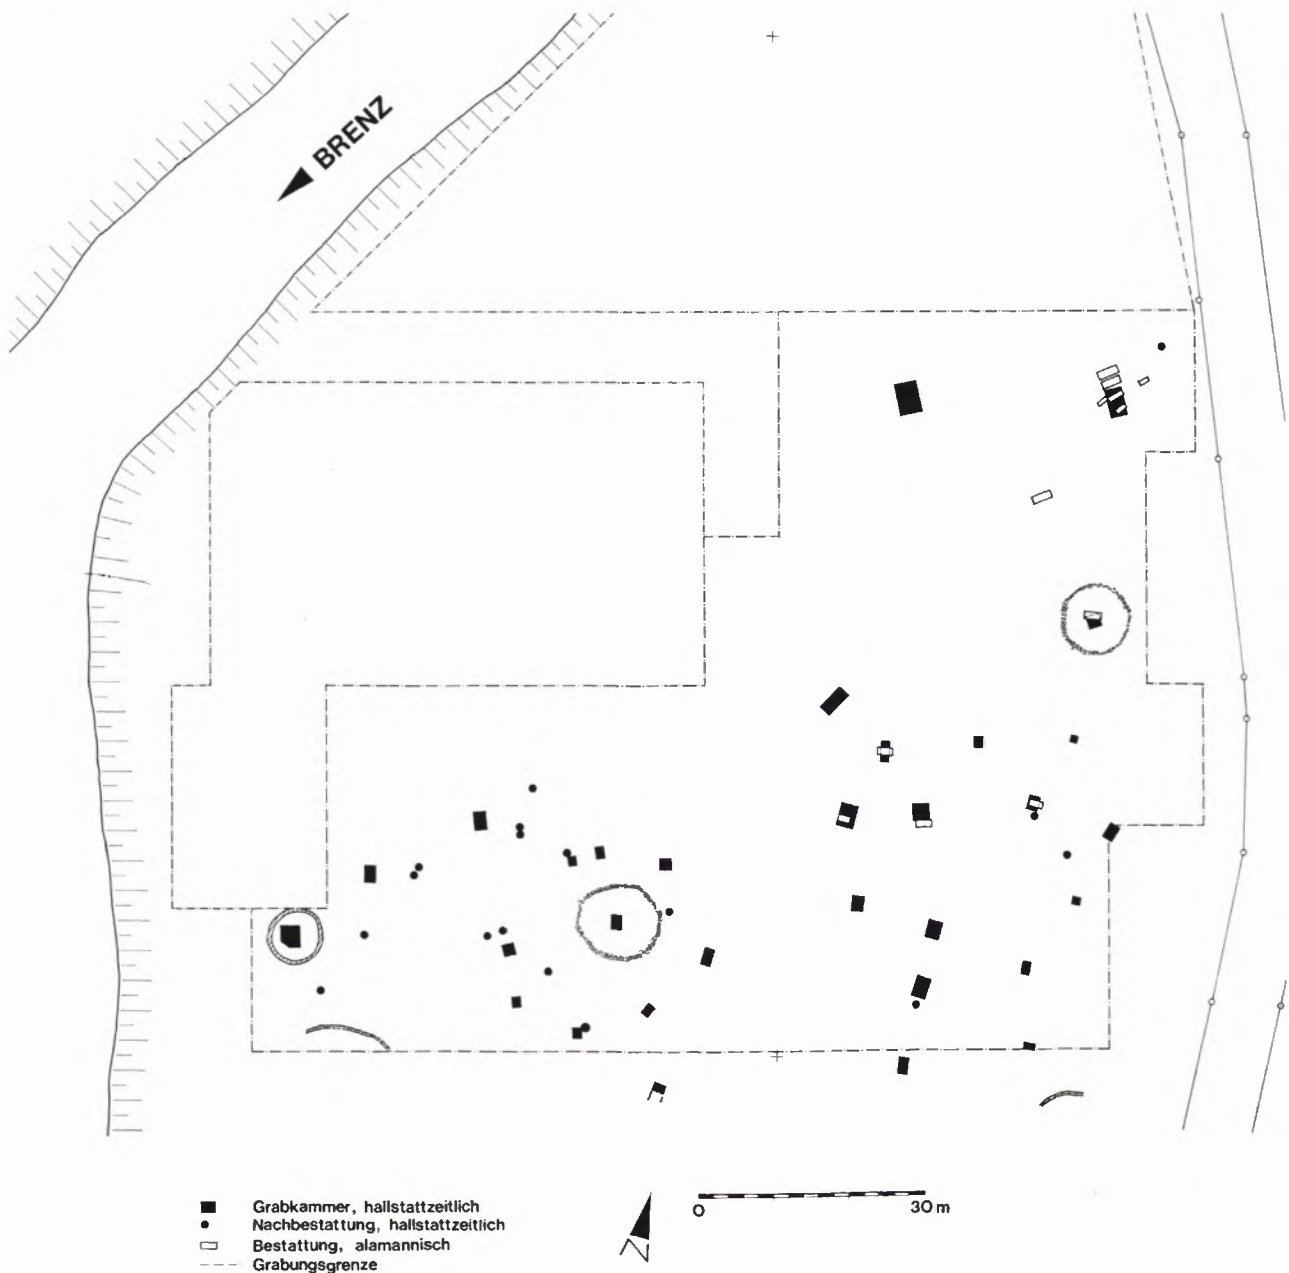 BRENZ
Grabkammer, hallstattzeitlich
Nachbestattung, hallstattzeitlich
Bestattung, alamannisch
Grabungsgrenze
N
0 30 m